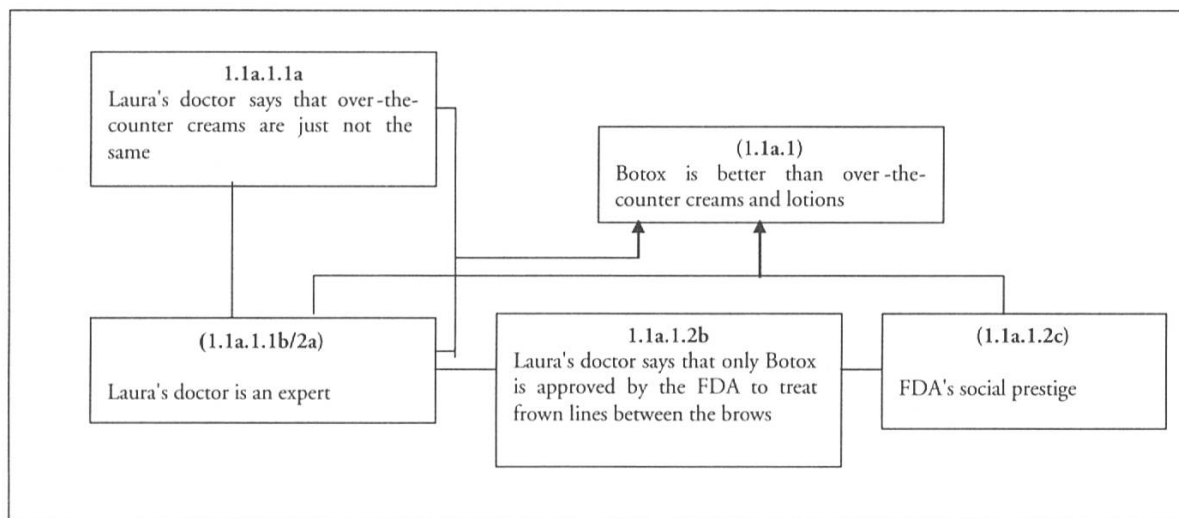 1.1a.1.1a
Laura's doctor says that over-the-
counter creams are just not the
same
(1.1a.1)
Botox is better than over-the-
counter creams and lotions
(1.1a.1.1b/2a)
Laura's doctor is an expert
1.1a.1.2b
Laura's doctor says that only Botox
is approved by the FDA to treat
frown lines between the brows
(1.1a.1.2c)
FDA's social prestige